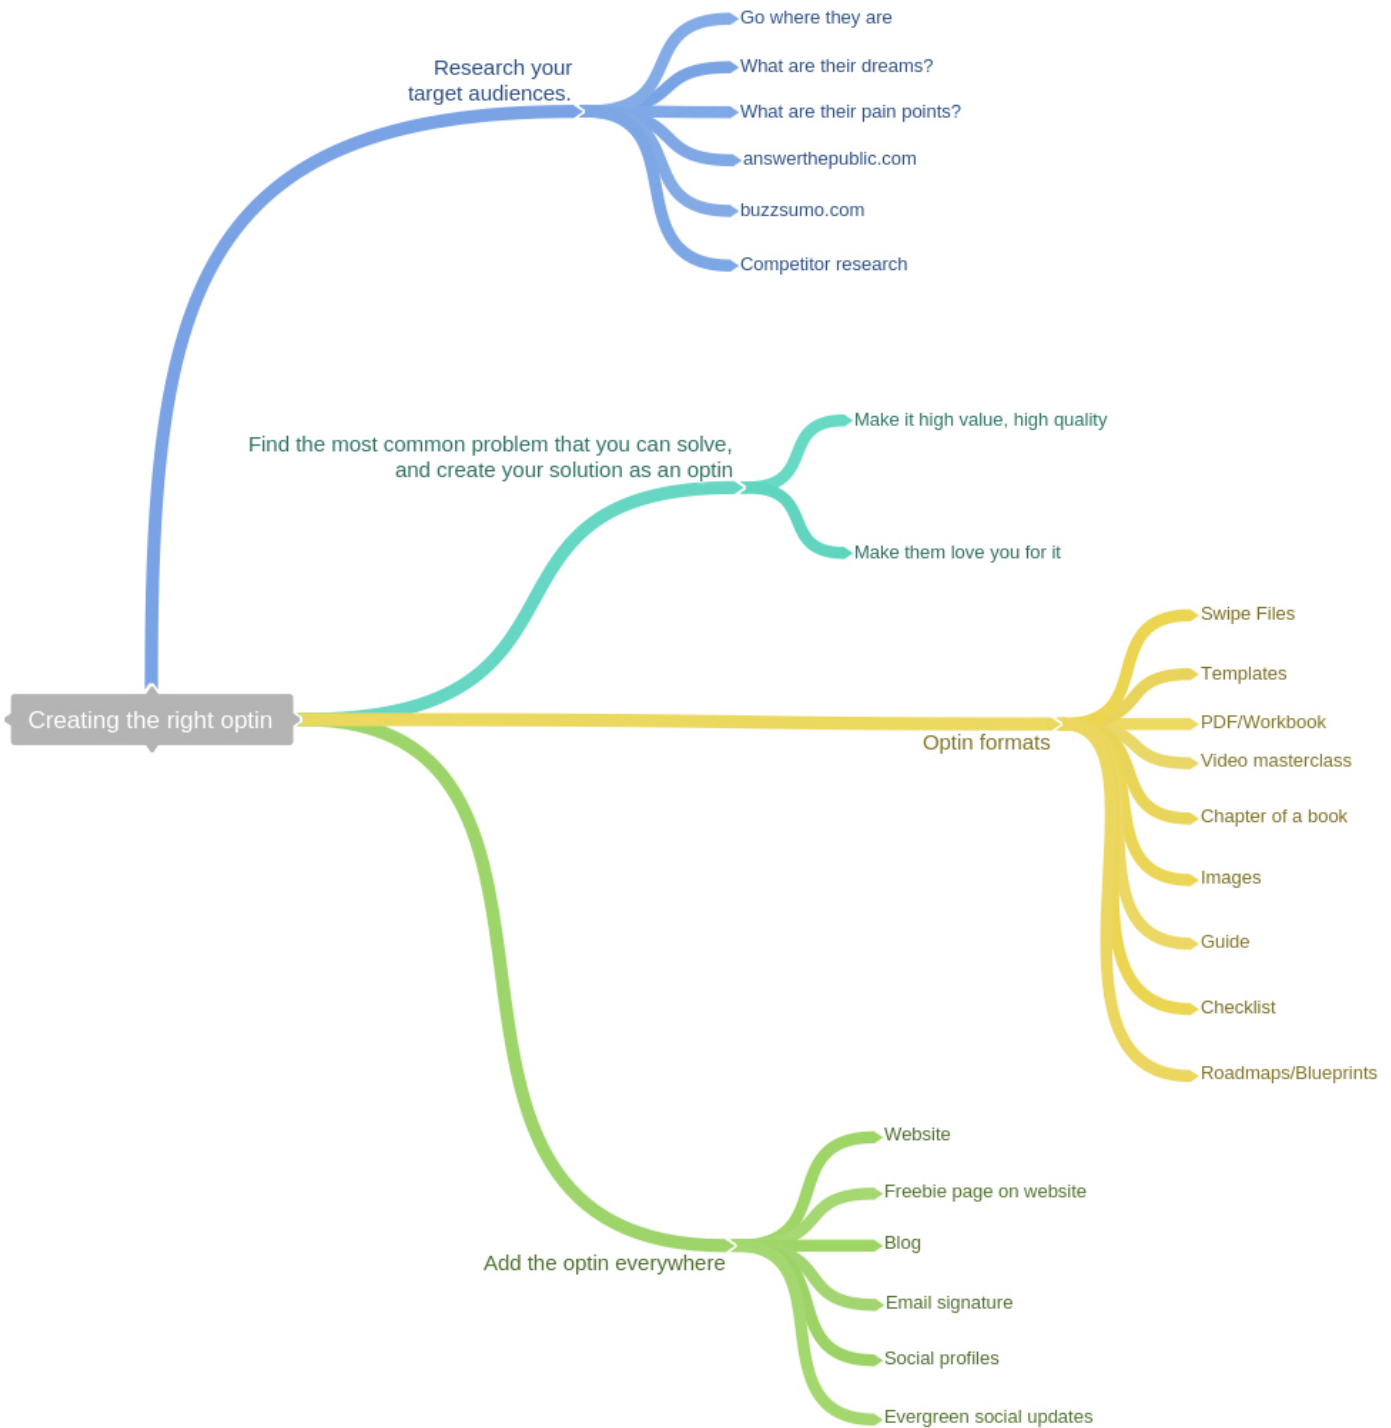 Go where they are
What are their dreams?
Research your
target audiences.
What are their pain points?
answerthepublic.com
buzzsumo.com
Competitor research
Make it high value, high quality
Find the most common problem that you can solve,
and create your solution as an optin
Make them love you for it
Creating the right optin
Optin formats
Swipe Files
Templates
PDF/Workbook
Video masterclass
Chapter of a book
Images
Guide
Checklist
Roadmaps/Blueprints
Add the optin everywhere
Website
Freebie page on website
Blog
Email signature
Social profiles
Evergreen social updates